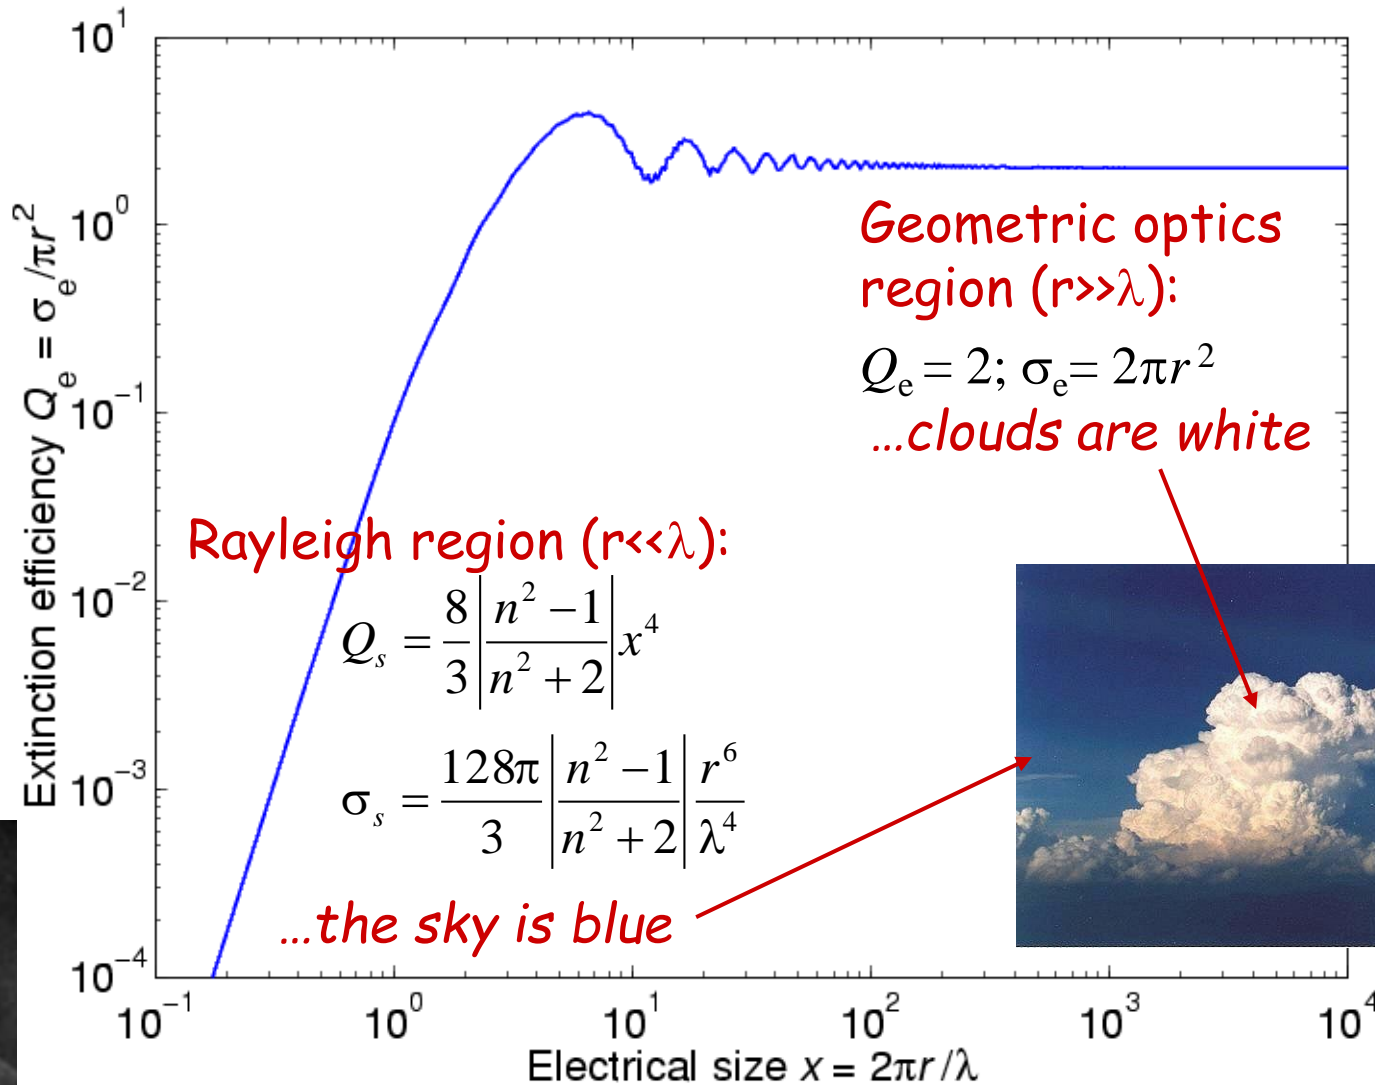 10^1
10^0
10^−1
10^−2
10^−3
10^−4
Extinction efficiency Q_e = σ_e/πr^2
Geometric optics
region (r>>λ):
Q_e = 2; σ_e= 2πr^2
...clouds are white
Rayleigh region (r<<λ):
Q_s = 8/3 |n^2 −1 / n^2 + 2| x^4
σ_s = 128π/3 |n^2 −1 / n^2 + 2| r^6/λ^4
...the sky is blue
10^−1 10^0 10^1 10^2 10^3 10^4
Electrical size x = 2πr/λ